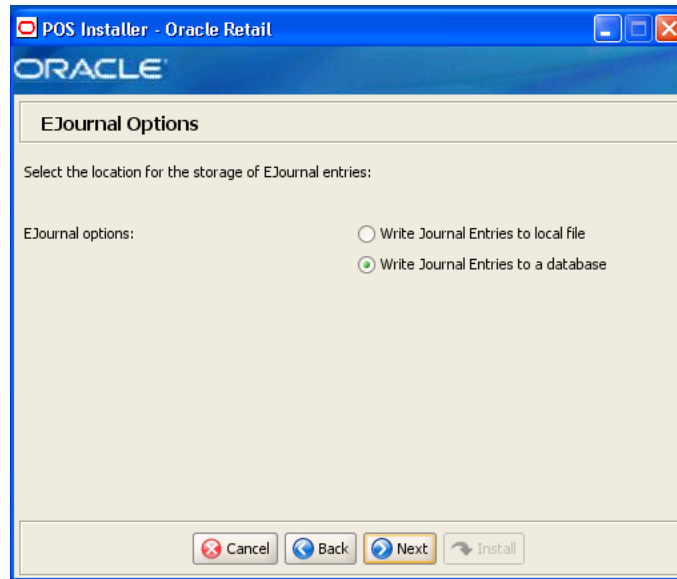 POS Installer - Oracle Retail
ORACLE
EJournal Options
Select the location for the storage of EJournal entries:
EJournal options:
Write Journal Entries to local file
Write Journal Entries to a database
Cancel
Back
Next
Install